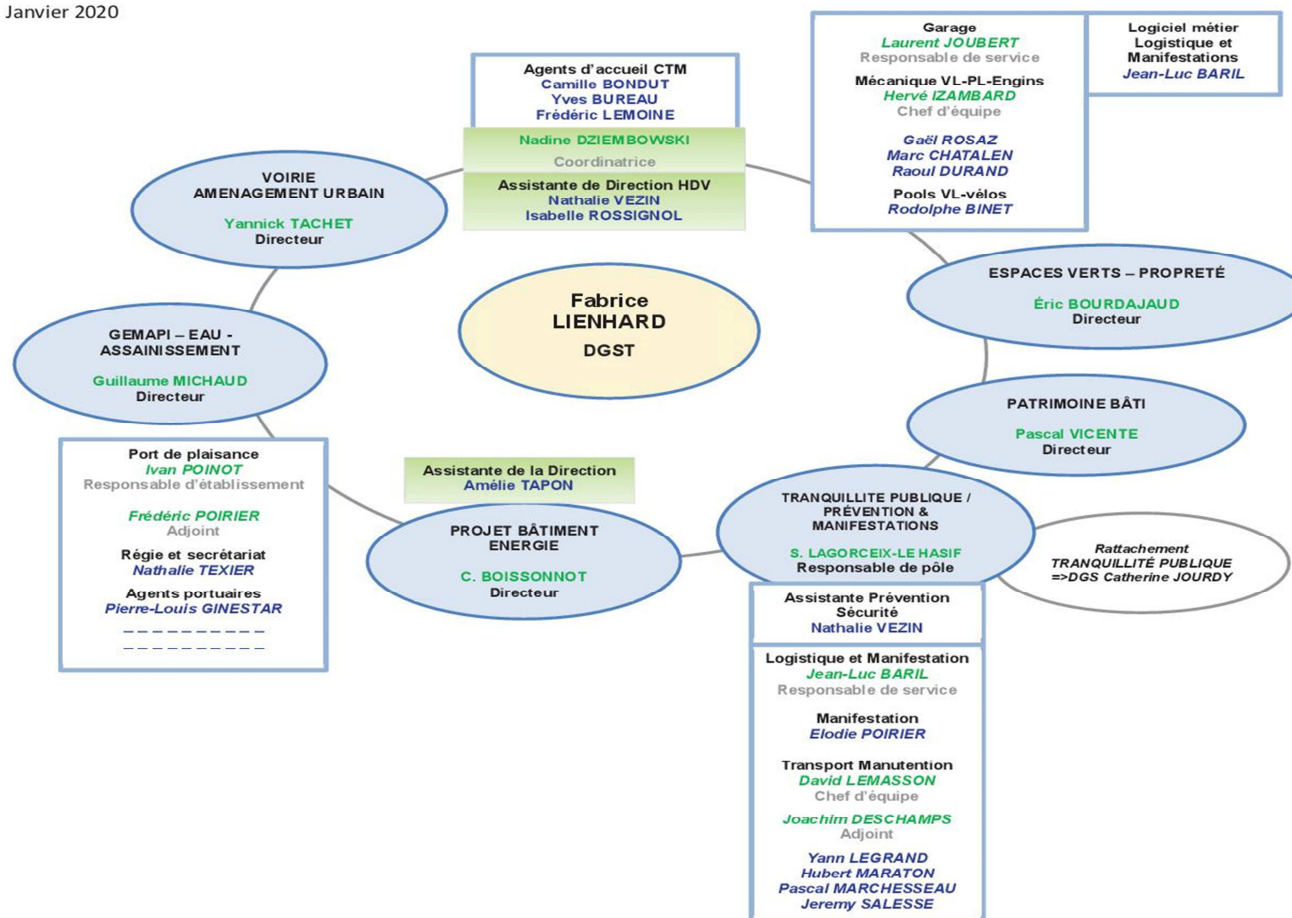 Janvier 2020
Agents d'accueil CTM
Camille BONDUT
Yves BUREAU
Frédéric LEMOINE
Nadine DZIEMBOWSKI
Coordinatrice
Assistante de Direction HDV
Nathalie VEZIN
Isabelle ROSSIGNOL
Garage
Laurent JOUBERT
Responsable de service
Mécanique VL-PL-Engins
Hervé IZAMBARD
Chef d'équipe
Gaël ROSAZ
Marc CHATALEN
Raoul DURAND
Pools VL-vélos
Rodolphe BINET
Logiciel métier
Logistique et
Manifestations
Jean-Luc BARIL
VOIRIE
AMENAGEMENT URBAIN
Yannick TACHET
Directeur
ESPACES VERTS – PROPRETÉ
Éric BOURDAJAUD
Directeur
Fabrice
LIENHARD
DGST
GEMAPI – EAU -
ASSAINISSEMENT
Guillaume MICHAUD
Directeur
PATRIMOINE BÂTI
Pascal VICENTE
Directeur
Port de plaisance
Ivan POINOT
Responsable d'établissement
Frédéric POIRIER
Adjoint
Régie et secrétariat
Nathalie TEXIER
Agents portuaires
Pierre-Louis GINESTAR
_ _ _ _ _ _ _ _ _ _
_ _ _ _ _ _ _ _ _ _
Assistante de la Direction
Amélie TAPON
PROJET BÂTIMENT
ENERGIE
C. BOISSONNOT
Directeur
TRANQUILLITE PUBLIQUE /
PRÉVENTION &
MANIFESTATIONS
S. LAGORCEIX-LE HASIF
Responsable de pôle
Rattachement
TRANQUILLITÉ PUBLIQUE
=>DGS Catherine JOURDY
Assistante Prévention
Sécurité
Nathalie VEZIN
Logistique et Manifestation
Jean-Luc BARIL
Responsable de service
Manifestation
Elodie POIRIER
Transport Manutention
David LEMASSON
Chef d'équipe
Joachim DESCHAMPS
Adjoint
Yann LEGRAND
Hubert MARATON
Pascal MARCHESSEAU
Jeremy SALESSE